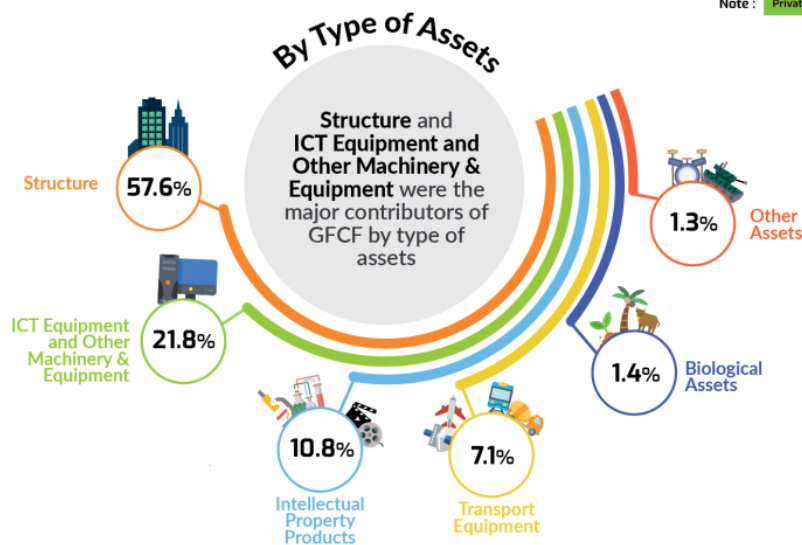 Note : Privat
By Type of Assets
Structure and
ICT Equipment and
Other Machinery &
Equipment were the
major contributors of
GFCF by type of
assets
Structure
57.6%
ICT Equipment
and Other
Machinery &
Equipment
21.8%
10.8%
Intellectual
Property
Products
7.1%
Transport
Equipment
1.4%
Biological
Assets
1.3%
Other
Assets